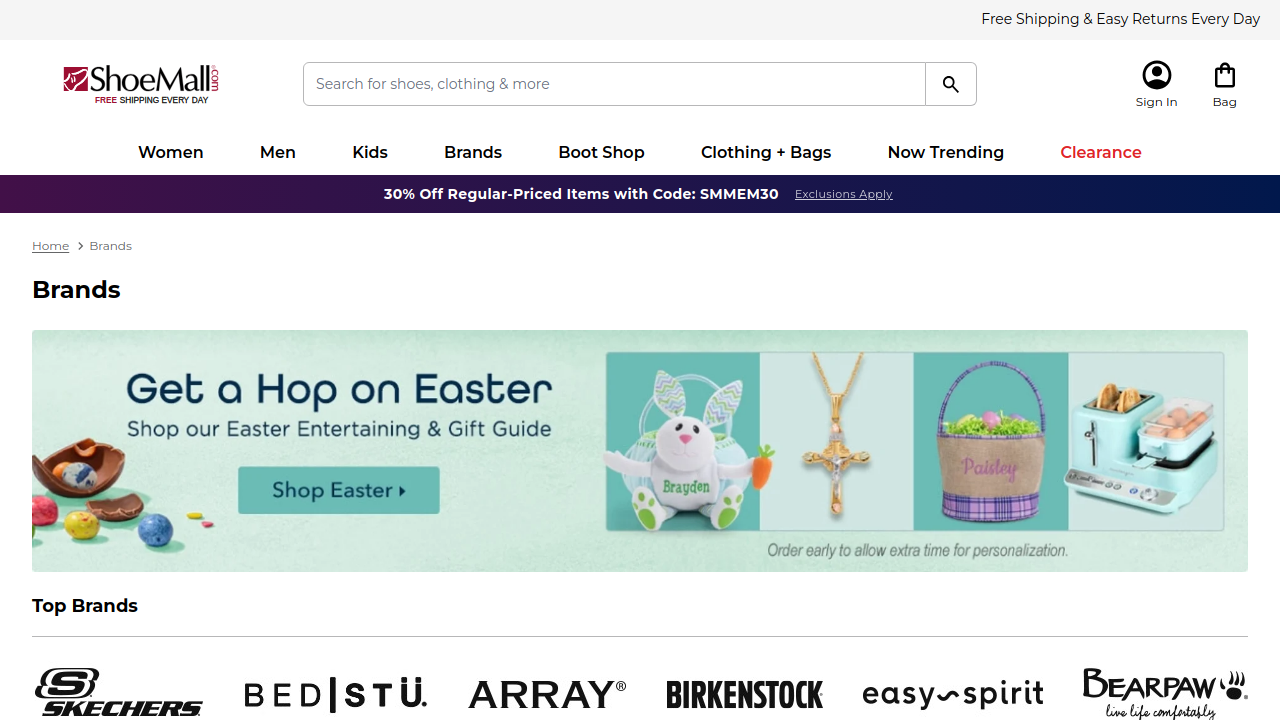 Free Shipping & Easy Returns Every Day
ShoeMall.com
FREE SHIPPING EVERY DAY
Search for shoes, clothing & more
Sign In
Bag
Women
Men
Kids
Brands
Boot Shop
Clothing + Bags
Now Trending
Clearance
30% Off Regular-Priced Items with Code: SMMEM30 Exclusions Apply
Home > Brands
Brands
Get a Hop on Easter
Shop our Easter Entertaining & Gift Guide
Shop Easter
Brayden
Paisley
Order early to allow extra time for personalization.
Top Brands
SKECHERS
BED|STÜ.
ARRAY®
BIRKENSTOCK
easy spirit
BEARPAW
live life comfortably